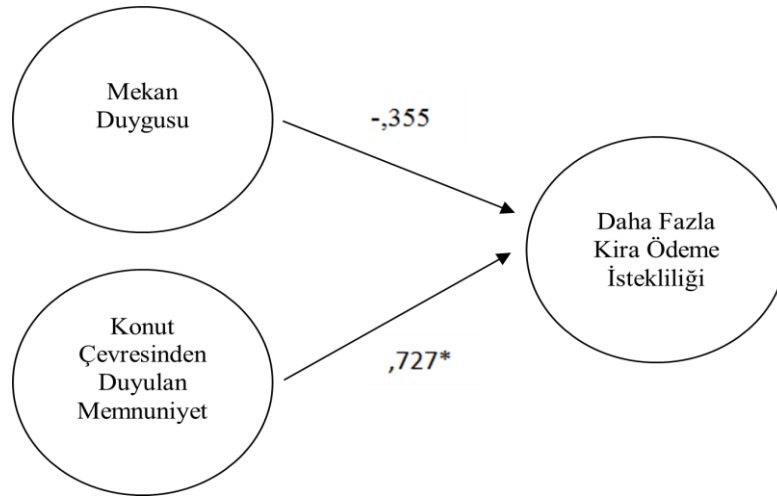 Mekan
Duygusu
-,355
Daha Fazla
Kira Ödeme
İstekliliği
Konut
Çevresinden
Duyulan
Memnuniyet
,727*